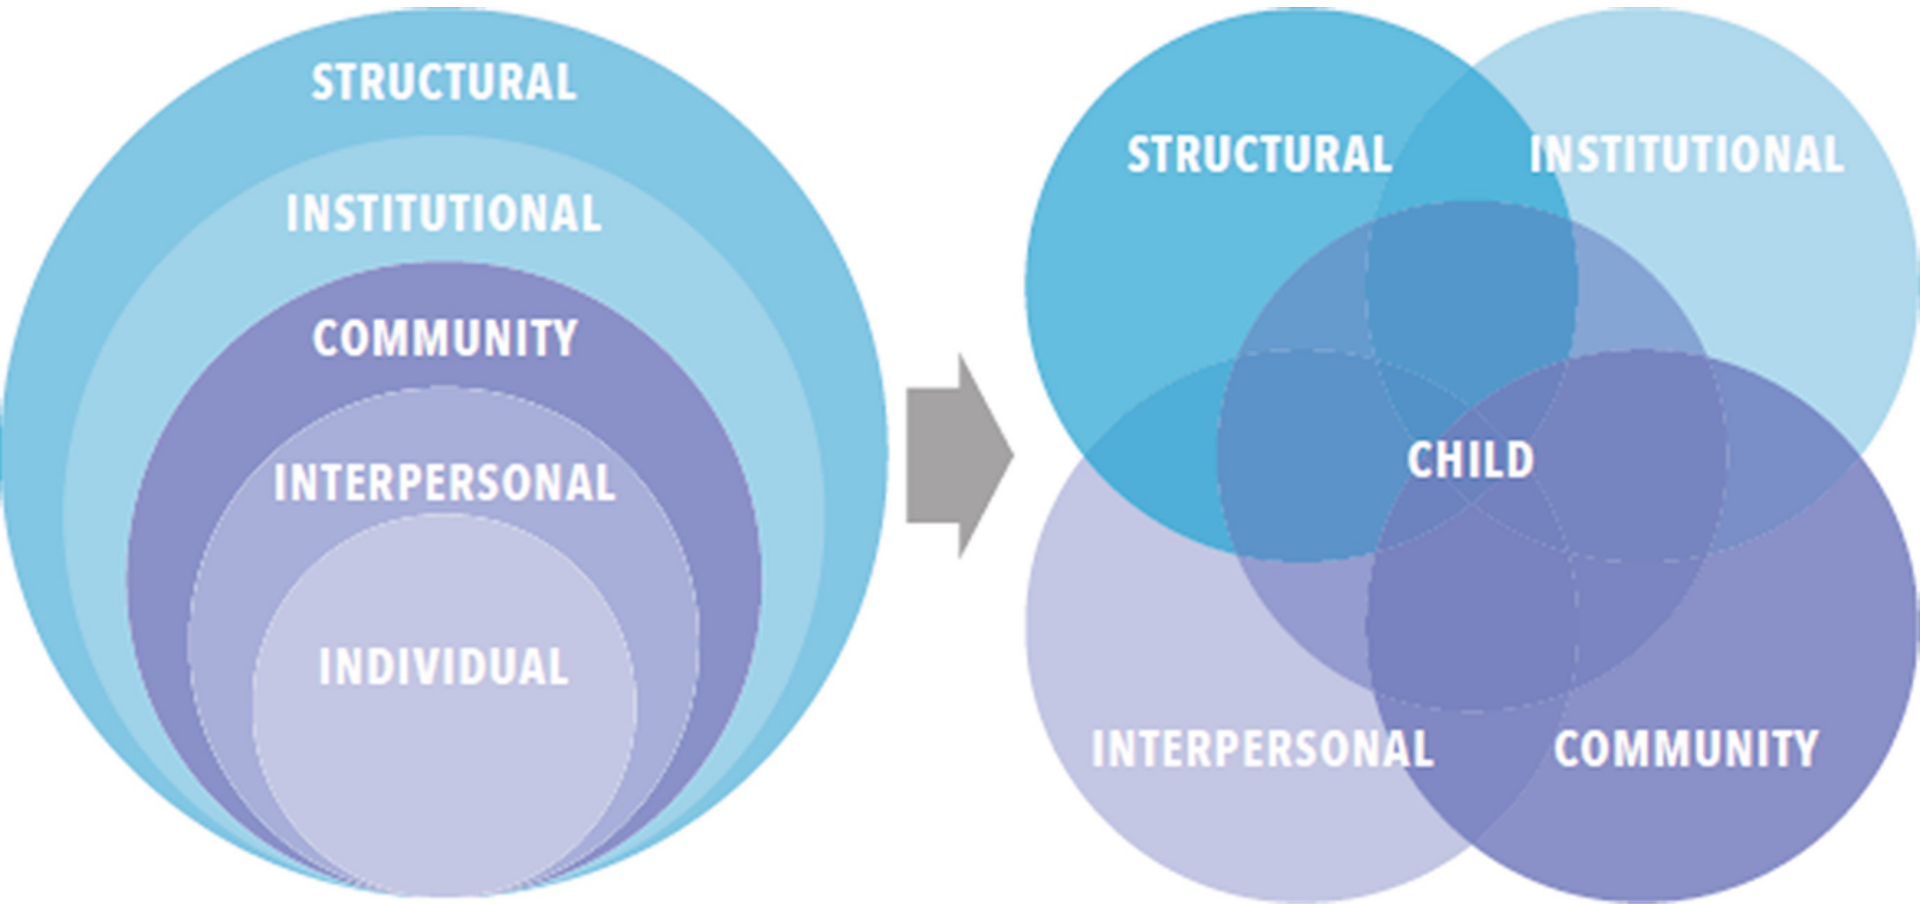 STRUCTURAL
INSTITUTIONAL
COMMUNITY
INTERPERSONAL
INDIVIDUAL
STRUCTURAL
INSTITUTIONAL
CHILD
INTERPERSONAL
COMMUNITY